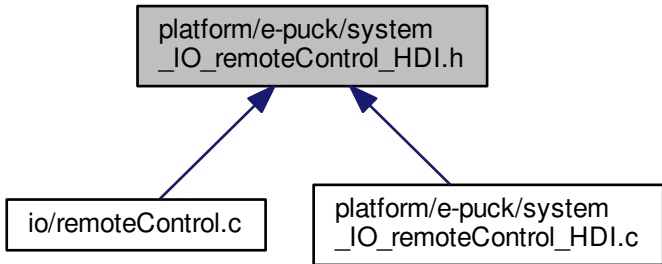 platform/e-puck/system
_IO_remoteControl_HDI.h
io/remoteControl.c
platform/e-puck/system
_IO_remoteControl_HDI.c